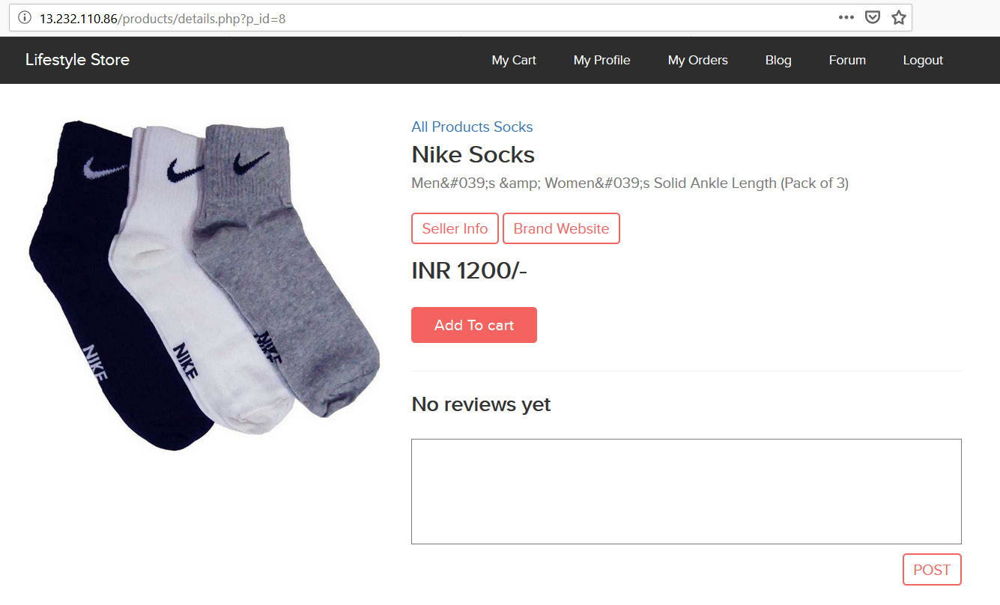 13.232.110.86/products/details.php?p_id=8
Lifestyle Store My Cart My Profile My Orders Blog Forum Logout
All Products Socks
Nike Socks
Men&#039;s &amp; Women&#039;s Solid Ankle Length (Pack of 3)
Seller Info Brand Website
INR 1200/-
Add To cart
NIKE NIKE NIKE
No reviews yet
POST